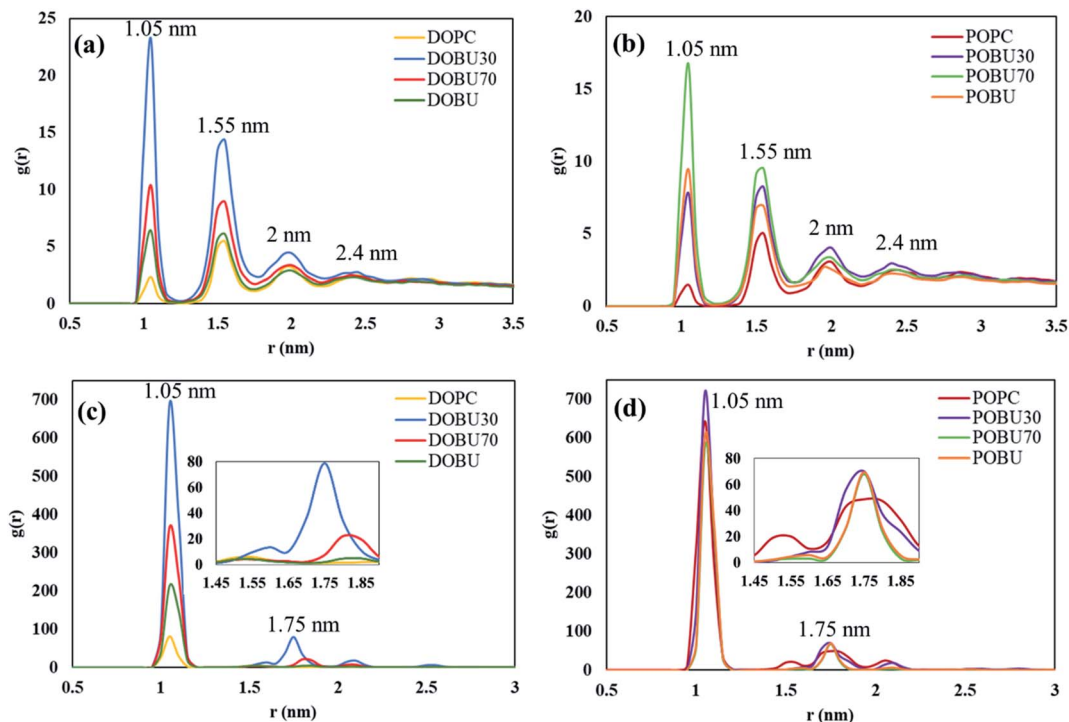 (a)
1.05 nm
1.55 nm
2 nm
2.4 nm
DOPC
DOBU30
DOBU70
DOBU
g(r)
25
20
15
10
5
0
0.5 1 1.5 2 2.5 3 3.5
r (nm)
(b)
1.05 nm
1.55 nm
2 nm
2.4 nm
POPC
POBU30
POBU70
POBU
g(r)
20
15
10
5
0
0.5 1 1.5 2 2.5 3 3.5
r (nm)
(c)
1.05 nm
1.75 nm
DOPC
DOBU30
DOBU70
DOBU
g(r)
700
600
500
400
300
200
100
0
80
60
40
20
0
1.45 1.55 1.65 1.75 1.85
0.5 1 1.5 2 2.5 3
r (nm)
(d)
1.05 nm
1.75 nm
POPC
POBU30
POBU70
POBU
g(r)
700
600
500
400
300
200
100
0
80
60
40
20
0
1.45 1.55 1.65 1.75 1.85
0.5 1 1.5 2 2.5 3
r (nm)